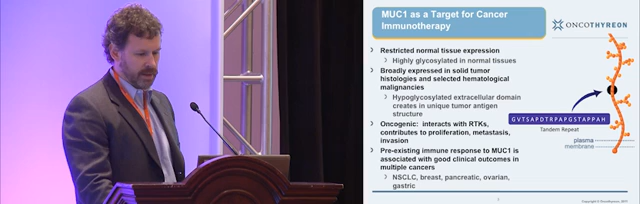 MUC1 as a Target for Cancer
Immunotherapy
ONCOTHYREON
Restricted normal tissue expression
Highly glycosylated in normal tissues
Broadly expressed in solid tumor
histologies and selected hematological
malignancies
Hypoglycosylated extracellular domain
creates in unique tumor antigen
structure
Oncogenic: interacts with RTKs,
contributes to proliferation, metastasis,
invasion
Pre-existing immune response to MUC1 is
associated with good clinical outcomes in
multiple cancers
NSCLC, breast, pancreatic, ovarian,
gastric
GVTSAPDTRPAPGSTAPPAH
Tandem Repeat
plasma
membrane